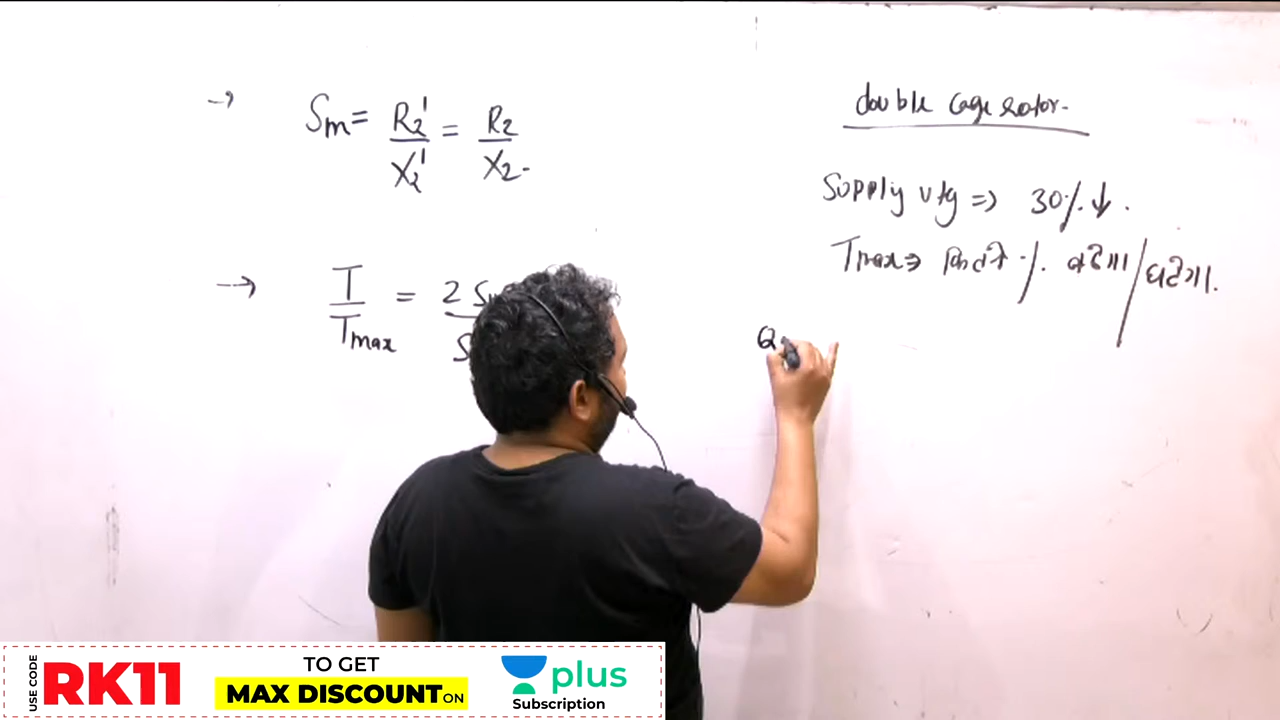 → Sm = R2' / X2' = R2 / X2.
→ T / Tmax = 2 S
S
double cage rotor.
Supply vtg ⇒ 30% ↓.
Tmax ⇒ कितने % बढेगा / घटेगा.
Q
USE CODE
RK11
TO GET
MAX DISCOUNT ON
plus
Subscription